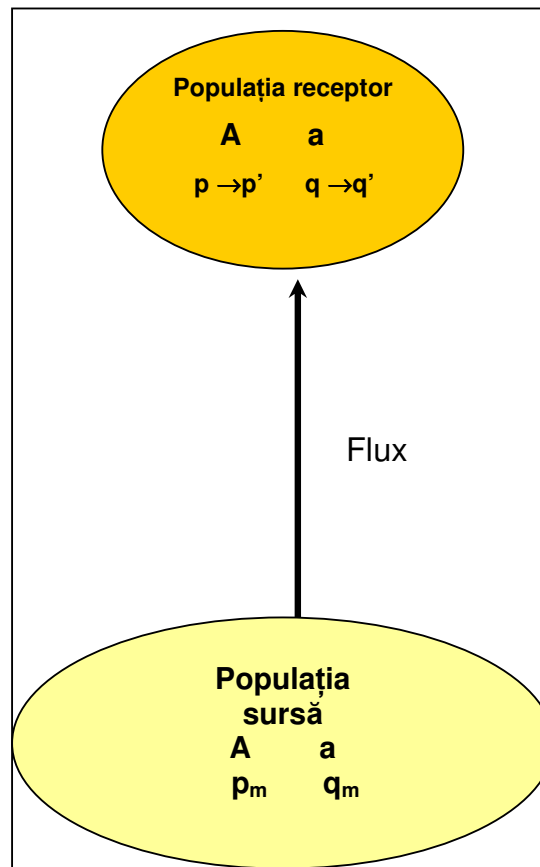 Populația receptor
A a
p →p’ q →q’
Flux
Populația
sursă
A a
pm qm